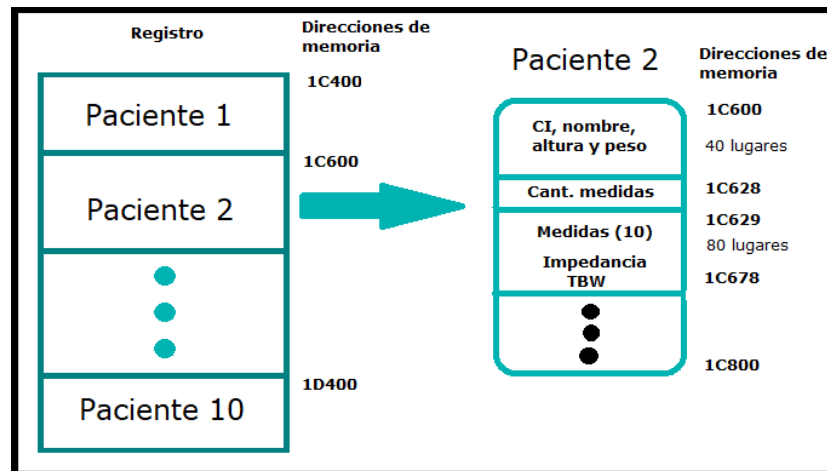 Registro
Direcciones de
memoria
1C400
Paciente 1
1C600
Paciente 2
1D400
Paciente 10
Paciente 2
Direcciones de
memoria
1C600
CI, nombre,
altura y peso
40 lugares
Cant. medidas
1C628
1C629
Medidas (10)
80 lugares
Impedancia
TBW
1C678
1C800